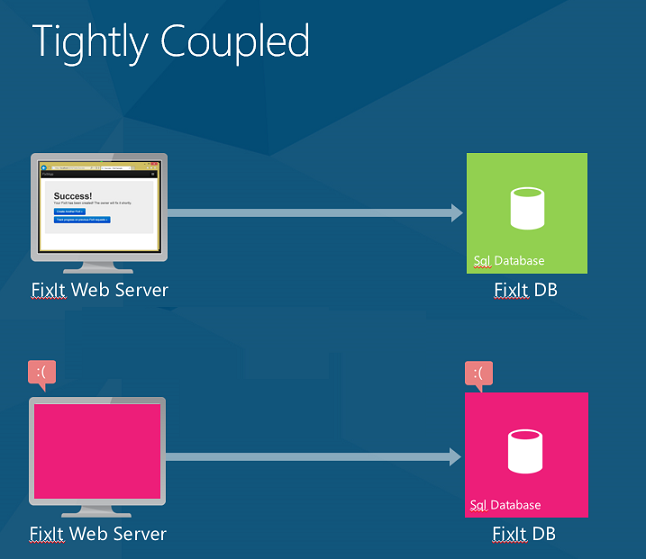 Tightly Coupled
Success!
Sql Database
FixIt Web Server
FixIt DB
:(
:(
Sql Database
FixIt Web Server
FixIt DB